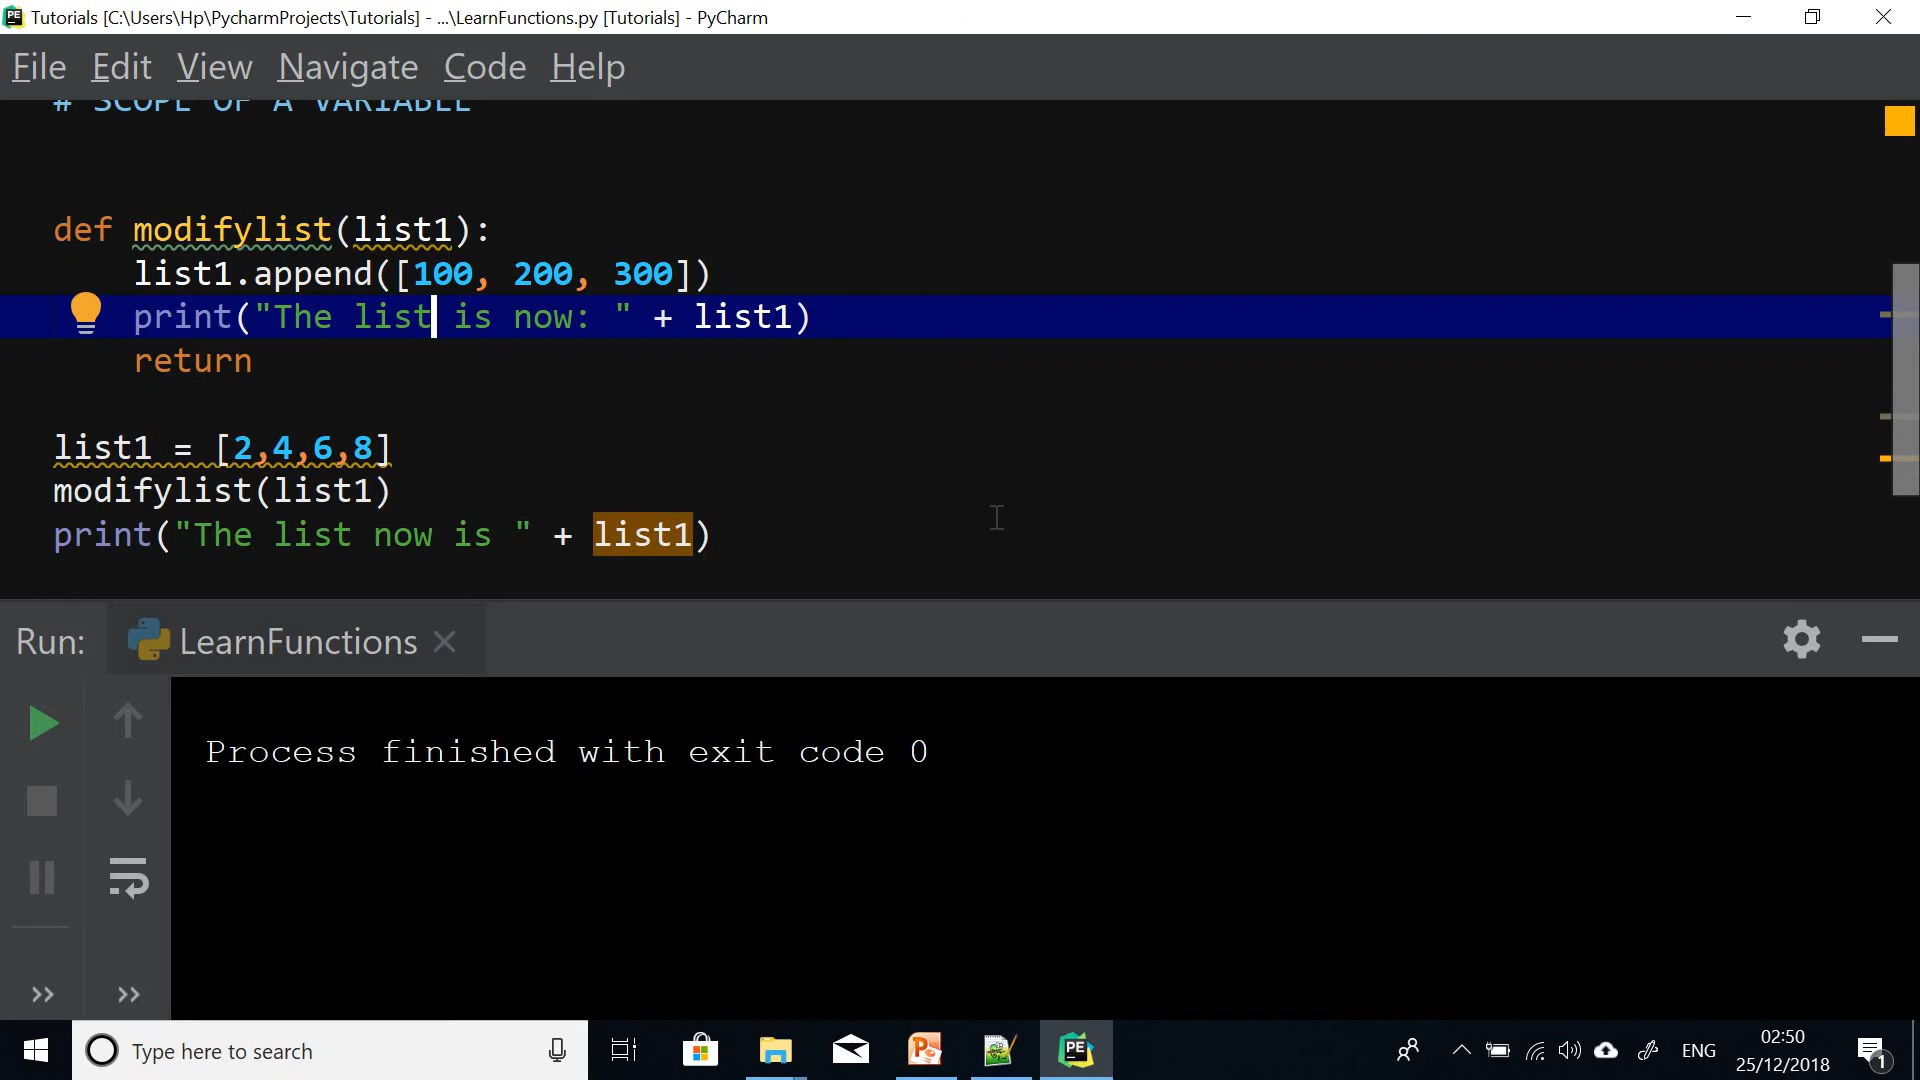 Tutorials [C:\Users\Hp\PycharmProjects\Tutorials] - ...\LearnFunctions.py [Tutorials] - PyCharm
File Edit View Navigate Code Help
# SCOPE OF A VARIABLE
def modifylist(list1):
list1.append([100, 200, 300])
print("The list is now: " + list1)
return
list1 = [2,4,6,8]
modifylist(list1)
print("The list now is " + list1)
Run: LearnFunctions
Process finished with exit code 0
Type here to search
ENG
02:50
25/12/2018
1